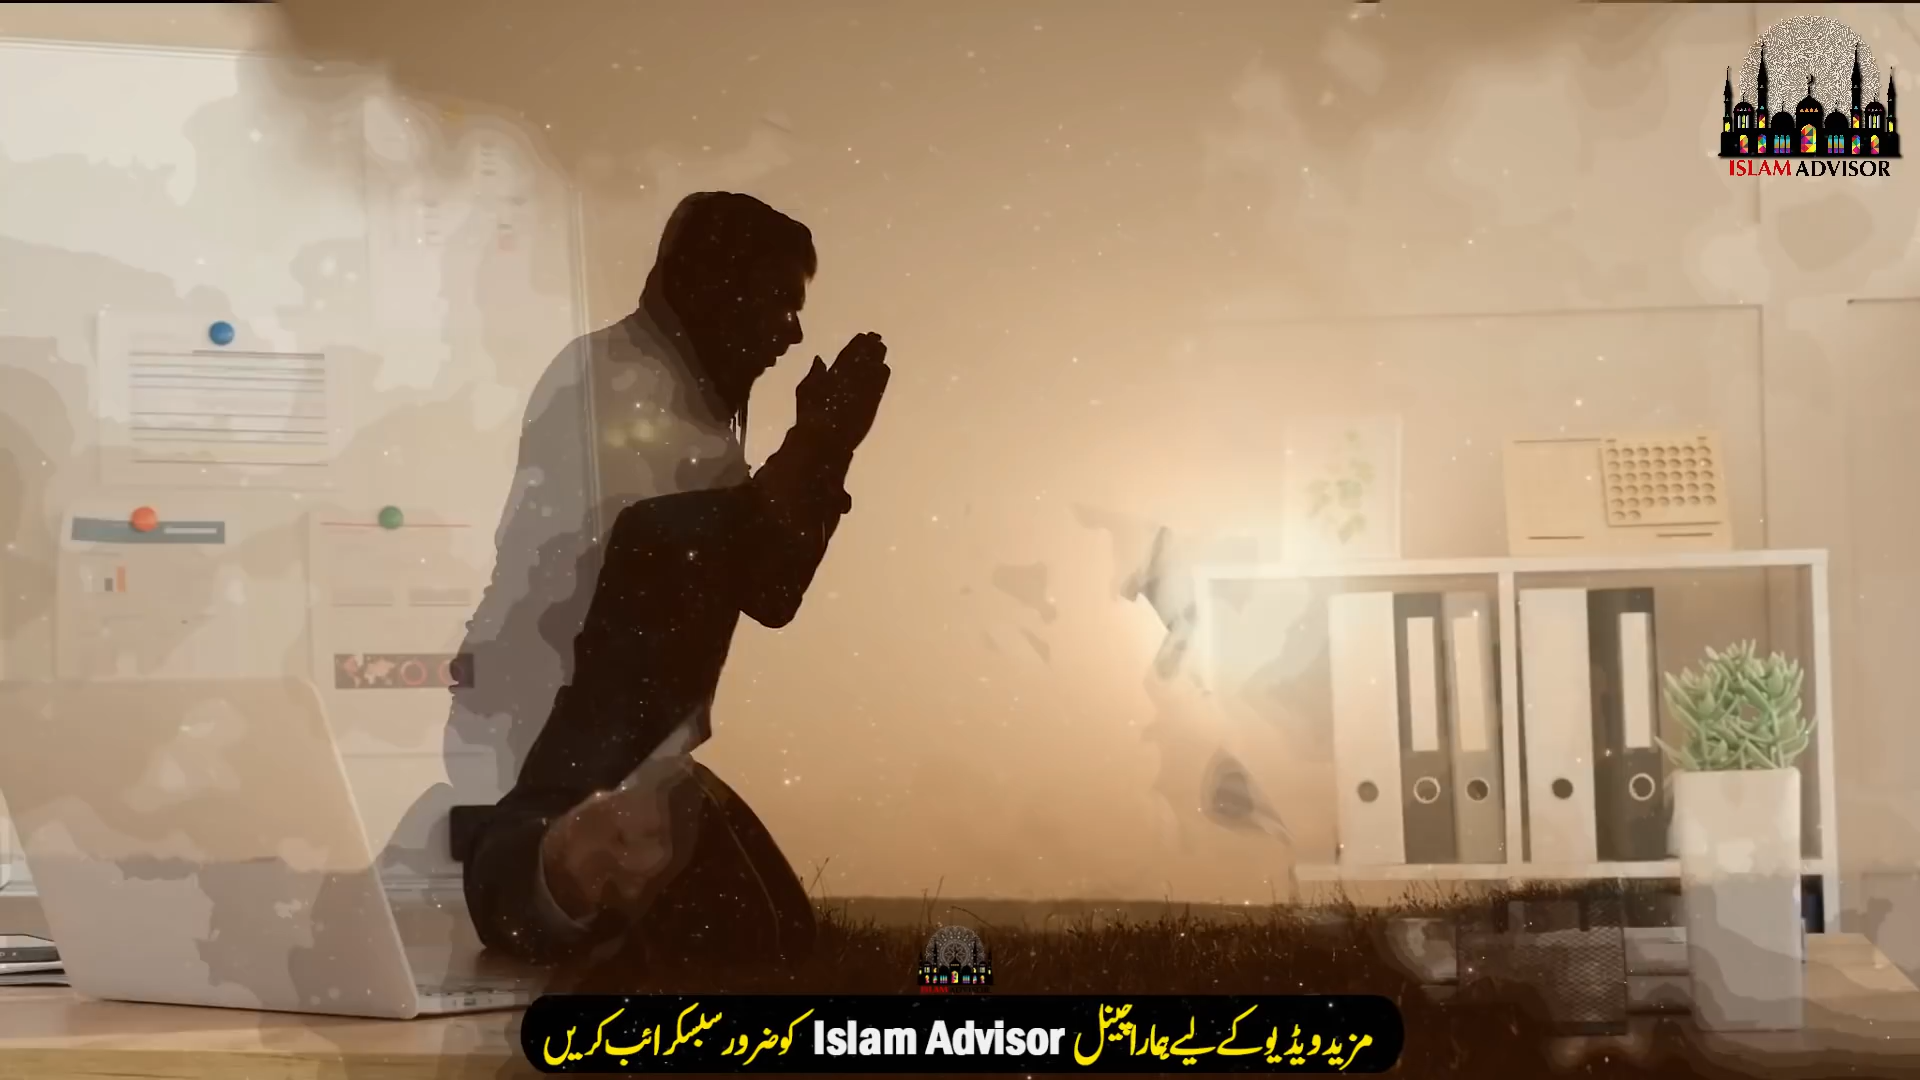 ISLAM ADVISOR
مزید ویڈیو کے لیے ہمارا چینل Islam Advisor کو ضرور سبسکرائب کریں